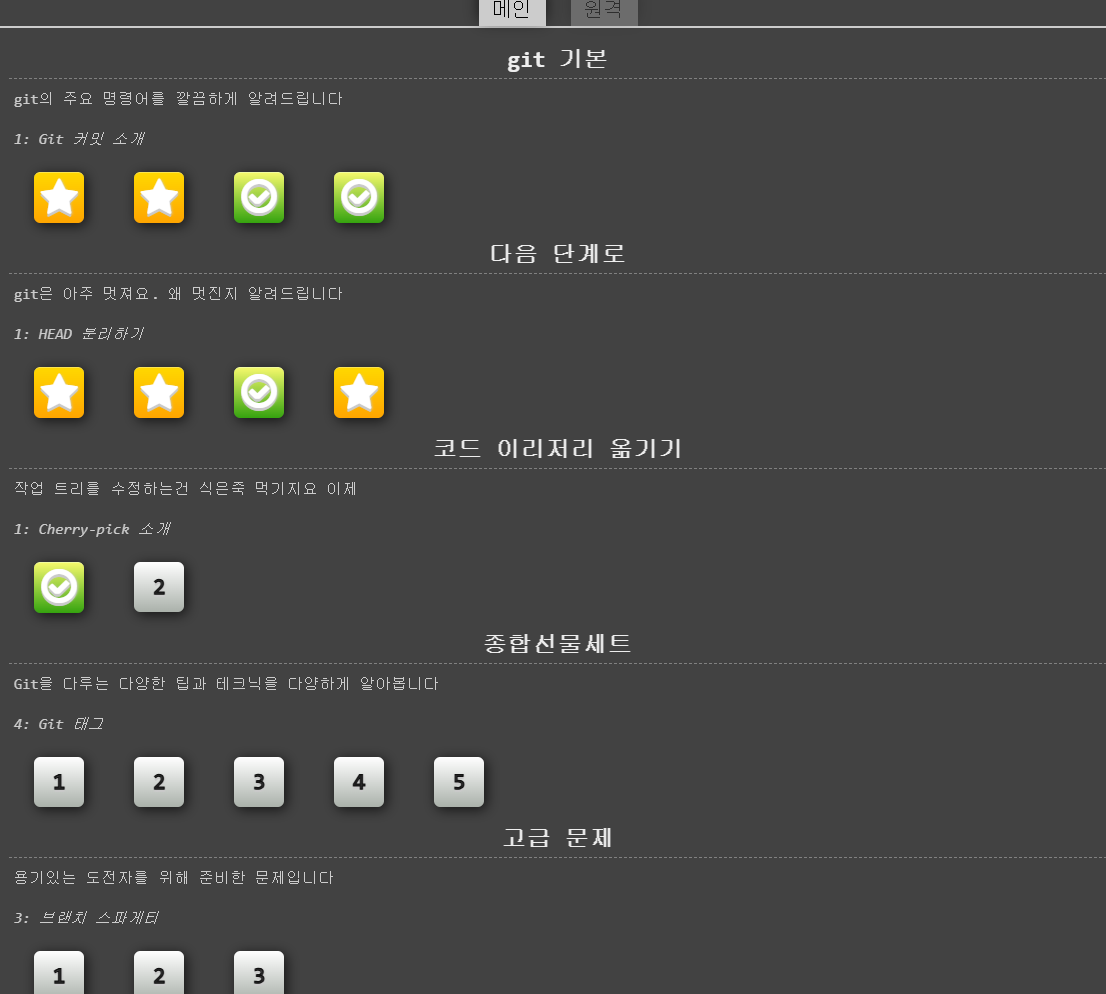 메인 원격
git 기본
git의 주요 명령어를 깔끔하게 알려드립니다
1: Git 커밋 소개
다음 단계로
git은 아주 멋져요. 왜 멋진지 알려드립니다
1: HEAD 분리하기
코드 이리저리 옮기기
작업 트리를 수정하는건 식은죽 먹기지요 이제
1: Cherry-pick 소개
2
종합선물세트
Git을 다루는 다양한 팁과 테크닉을 다양하게 알아봅니다
4: Git 태그
1 2 3 4 5
고급 문제
용기있는 도전자를 위해 준비한 문제입니다
3: 브랜치 스파게티
1 2 3